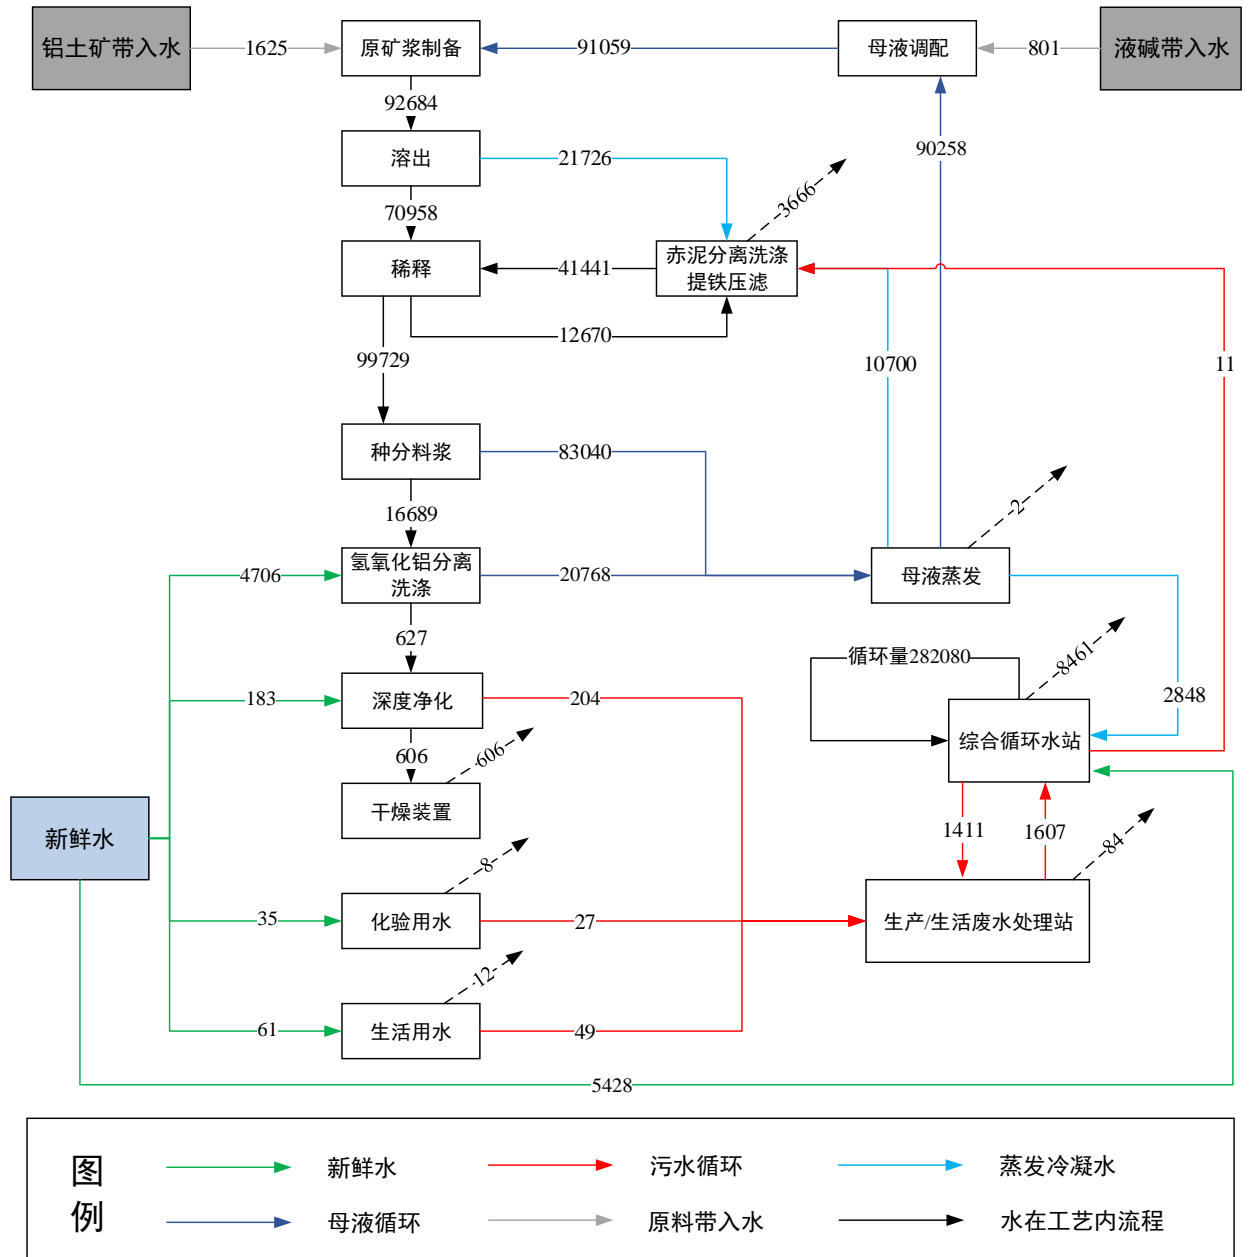 铝土矿带入水
1625
原矿浆制备
91059
母液调配
801
液碱带入水
92684
溶出
21726
90258
3666
70958
稀释
41441
赤泥分离洗涤
提铁压滤
12670
99729
10700
11
种分料浆
83040
16689
2
4706
氢氧化铝分离
洗涤
20768
母液蒸发
627
循环量282080
8461
183
深度净化
204
2848
综合循环水站
606
606
干燥装置
新鲜水
1411
1607
84
8
35
化验用水
27
生产/生活废水处理站
12
61
生活用水
49
5428
图
例
新鲜水
污水循环
蒸发冷凝水
母液循环
原料带入水
水在工艺内流程